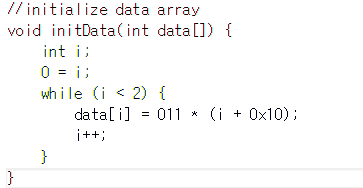 //initialize data array
void initData(int data[]) {
int i;
0 = i;
while (i < 2) {
data[i] = 011 * (i + 0x10);
i++;
}
}